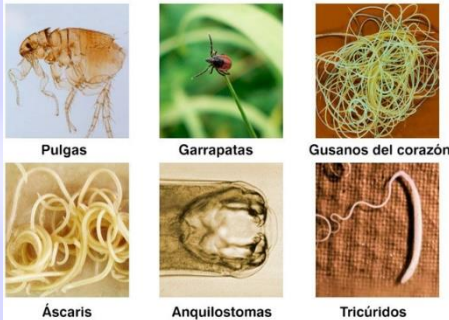 Pulgas
Garrapatas
Gusanos del corazón
Áscaris
Anquilostomas
Tricúridos